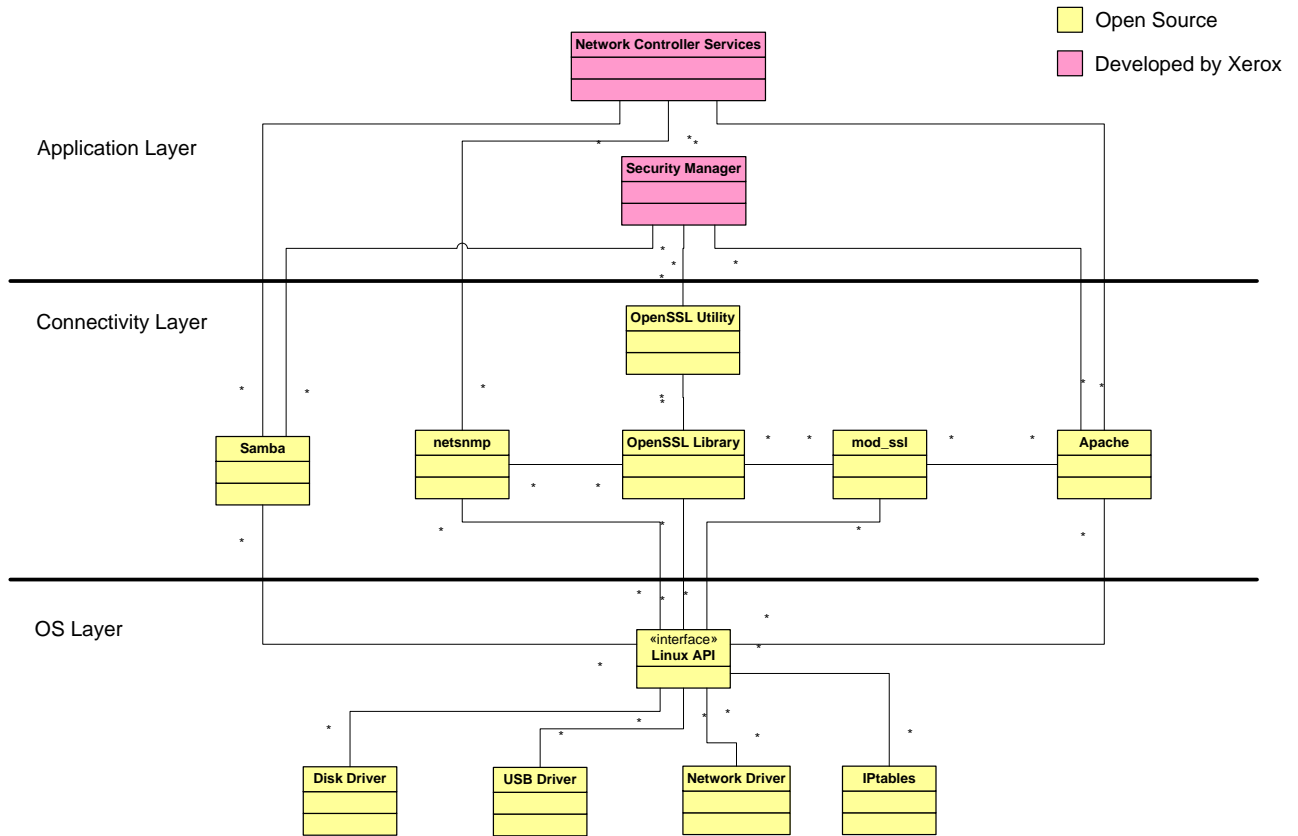 Open Source
Developed by Xerox
Network Controller Services
Application Layer
Security Manager
Connectivity Layer
OpenSSL Utility
Samba
netsnmp
OpenSSL Library
mod_ssl
Apache
OS Layer
«interface»
Linux API
Disk Driver
USB Driver
Network Driver
IPtables